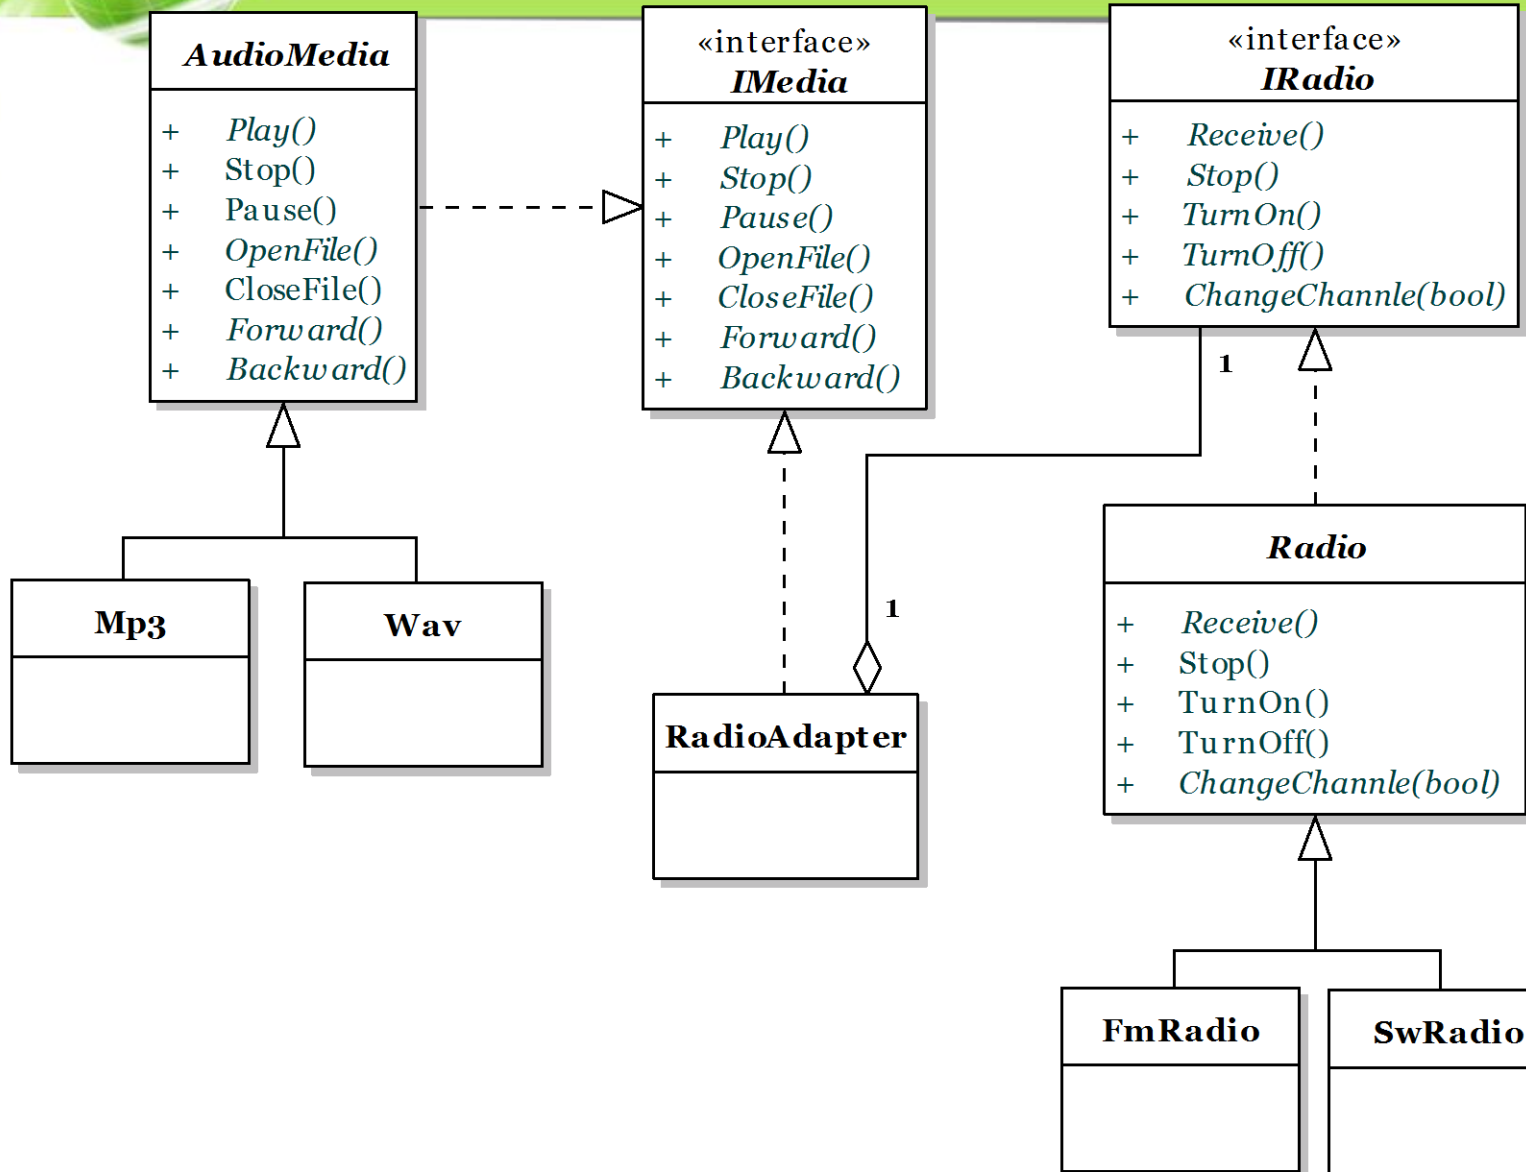 AudioMedia
+ Play()
+ Stop()
+ Pause()
+ OpenFile()
+ CloseFile()
+ Forward()
+ Backward()
«interface»
IMedia
+ Play()
+ Stop()
+ Pause()
+ OpenFile()
+ CloseFile()
+ Forward()
+ Backward()
«interface»
IRadio
+ Receive()
+ Stop()
+ TurnOn()
+ TurnOff()
+ ChangeChannle(bool)
1
1
Mp3
Wav
RadioAdapter
Radio
+ Receive()
+ Stop()
+ TurnOn()
+ TurnOff()
+ ChangeChannle(bool)
FmRadio
SwRadio